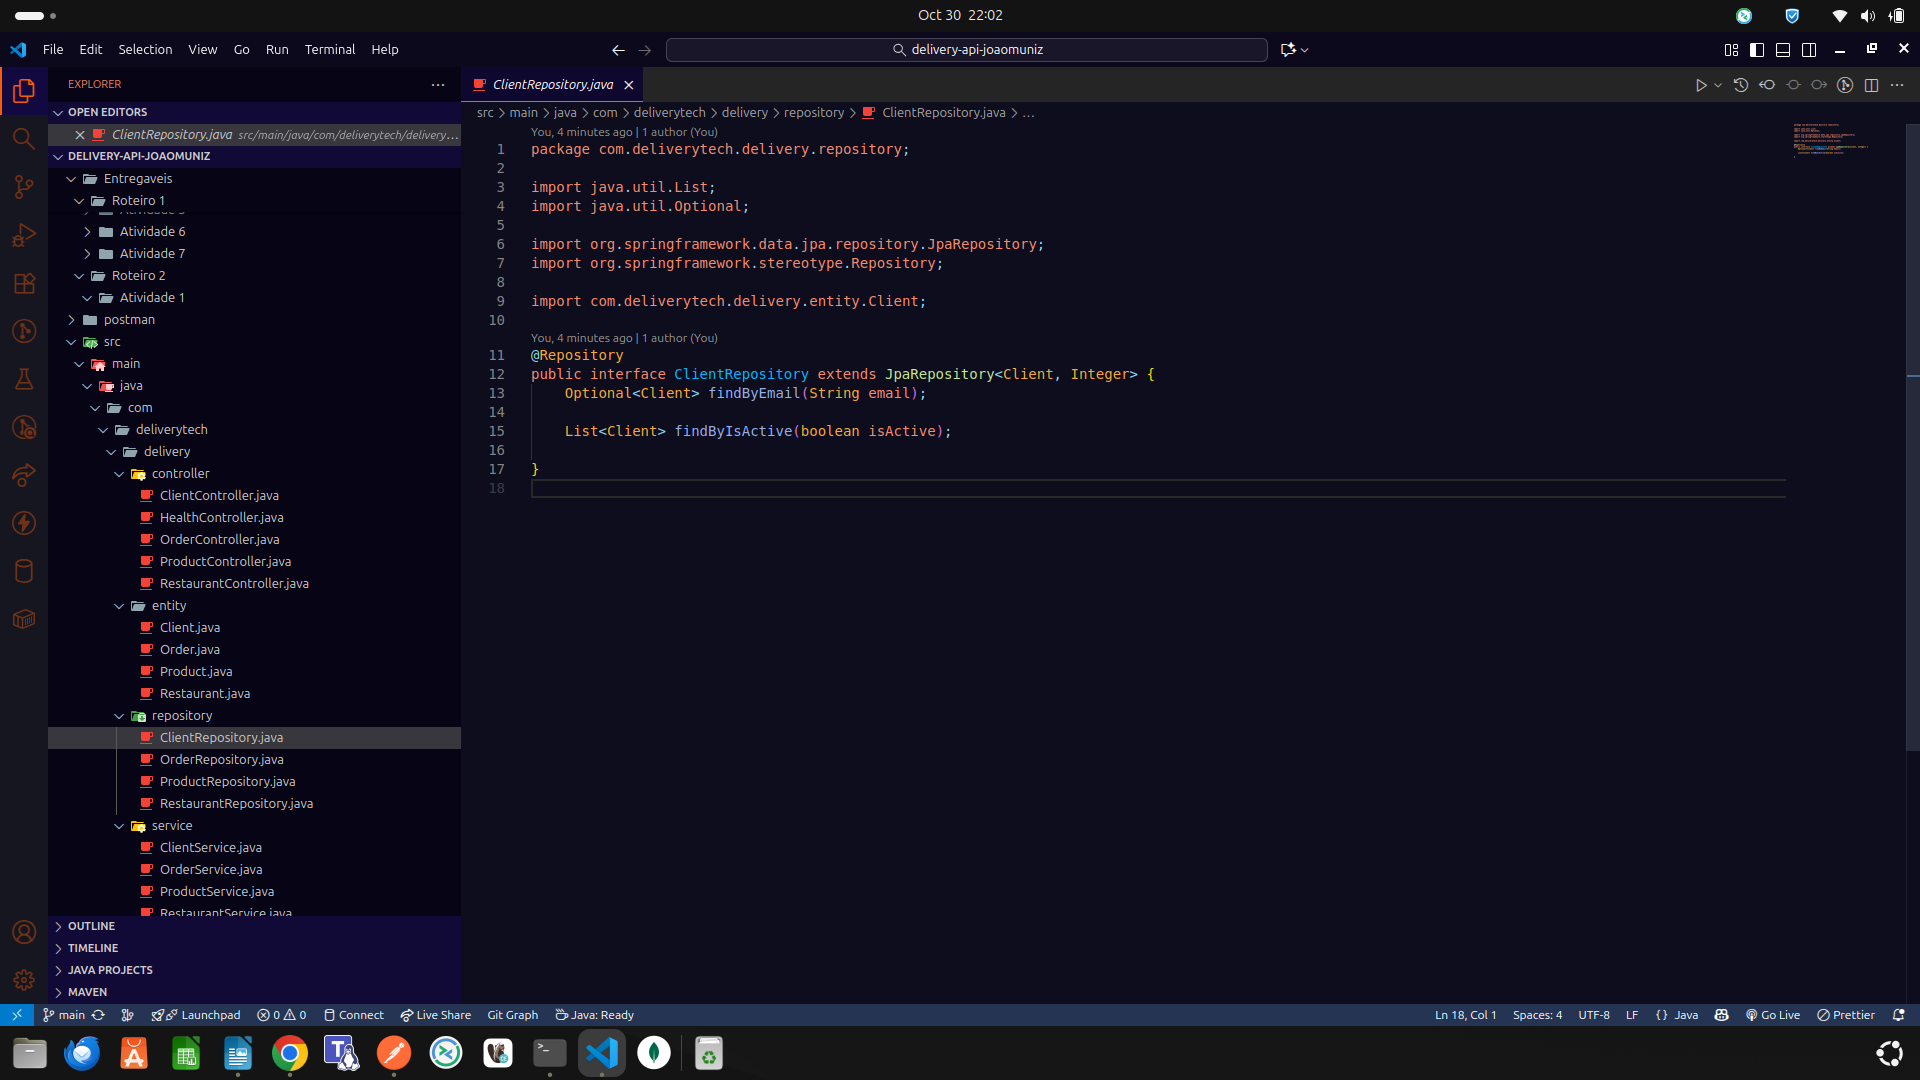 Oct 30 22:02
File Edit Selection View Go Run Terminal Help
delivery-api-joaomuniz
EXPLORER
OPEN EDITORS
ClientRepository.java src/main/java/com/deliverytech/delivery...
DELIVERY-API-JOAOMUNIZ
Entregaveis
Roteiro 1
Atividade 6
Atividade 7
Roteiro 2
Atividade 1
postman
src
main
java
com
deliverytech
delivery
controller
ClientController.java
HealthController.java
OrderController.java
ProductController.java
RestaurantController.java
entity
Client.java
Order.java
Product.java
Restaurant.java
repository
ClientRepository.java
OrderRepository.java
ProductRepository.java
RestaurantRepository.java
service
ClientService.java
OrderService.java
ProductService.java
RestaurantService.java
OUTLINE
TIMELINE
JAVA PROJECTS
MAVEN
ClientRepository.java
src > main > java > com > deliverytech > delivery > repository > ClientRepository.java > ...
You, 4 minutes ago | 1 author (You)
1 package com.deliverytech.delivery.repository;
2
3 import java.util.List;
4 import java.util.Optional;
5
6 import org.springframework.data.jpa.repository.JpaRepository;
7 import org.springframework.stereotype.Repository;
8
9 import com.deliverytech.delivery.entity.Client;
10
You, 4 minutes ago | 1 author (You)
11 @Repository
12 public interface ClientRepository extends JpaRepository<Client, Integer> {
13 Optional<Client> findByEmail(String email);
14
15 List<Client> findByIsActive(boolean isActive);
16
17 }
18
main Launchpad 0 0 Connect Live Share Git Graph Java: Ready
Ln 18, Col 1 Spaces: 4 UTF-8 LF {} Java Go Live Prettier